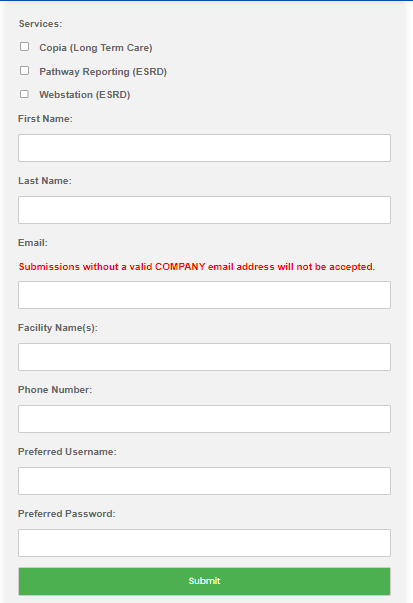 Services:
Copia (Long Term Care)
Pathway Reporting (ESRD)
Webstation (ESRD)
First Name:
Last Name:
Email:
Submissions without a valid COMPANY email address will not be accepted.
Facility Name(s):
Phone Number:
Preferred Username:
Preferred Password:
Submit